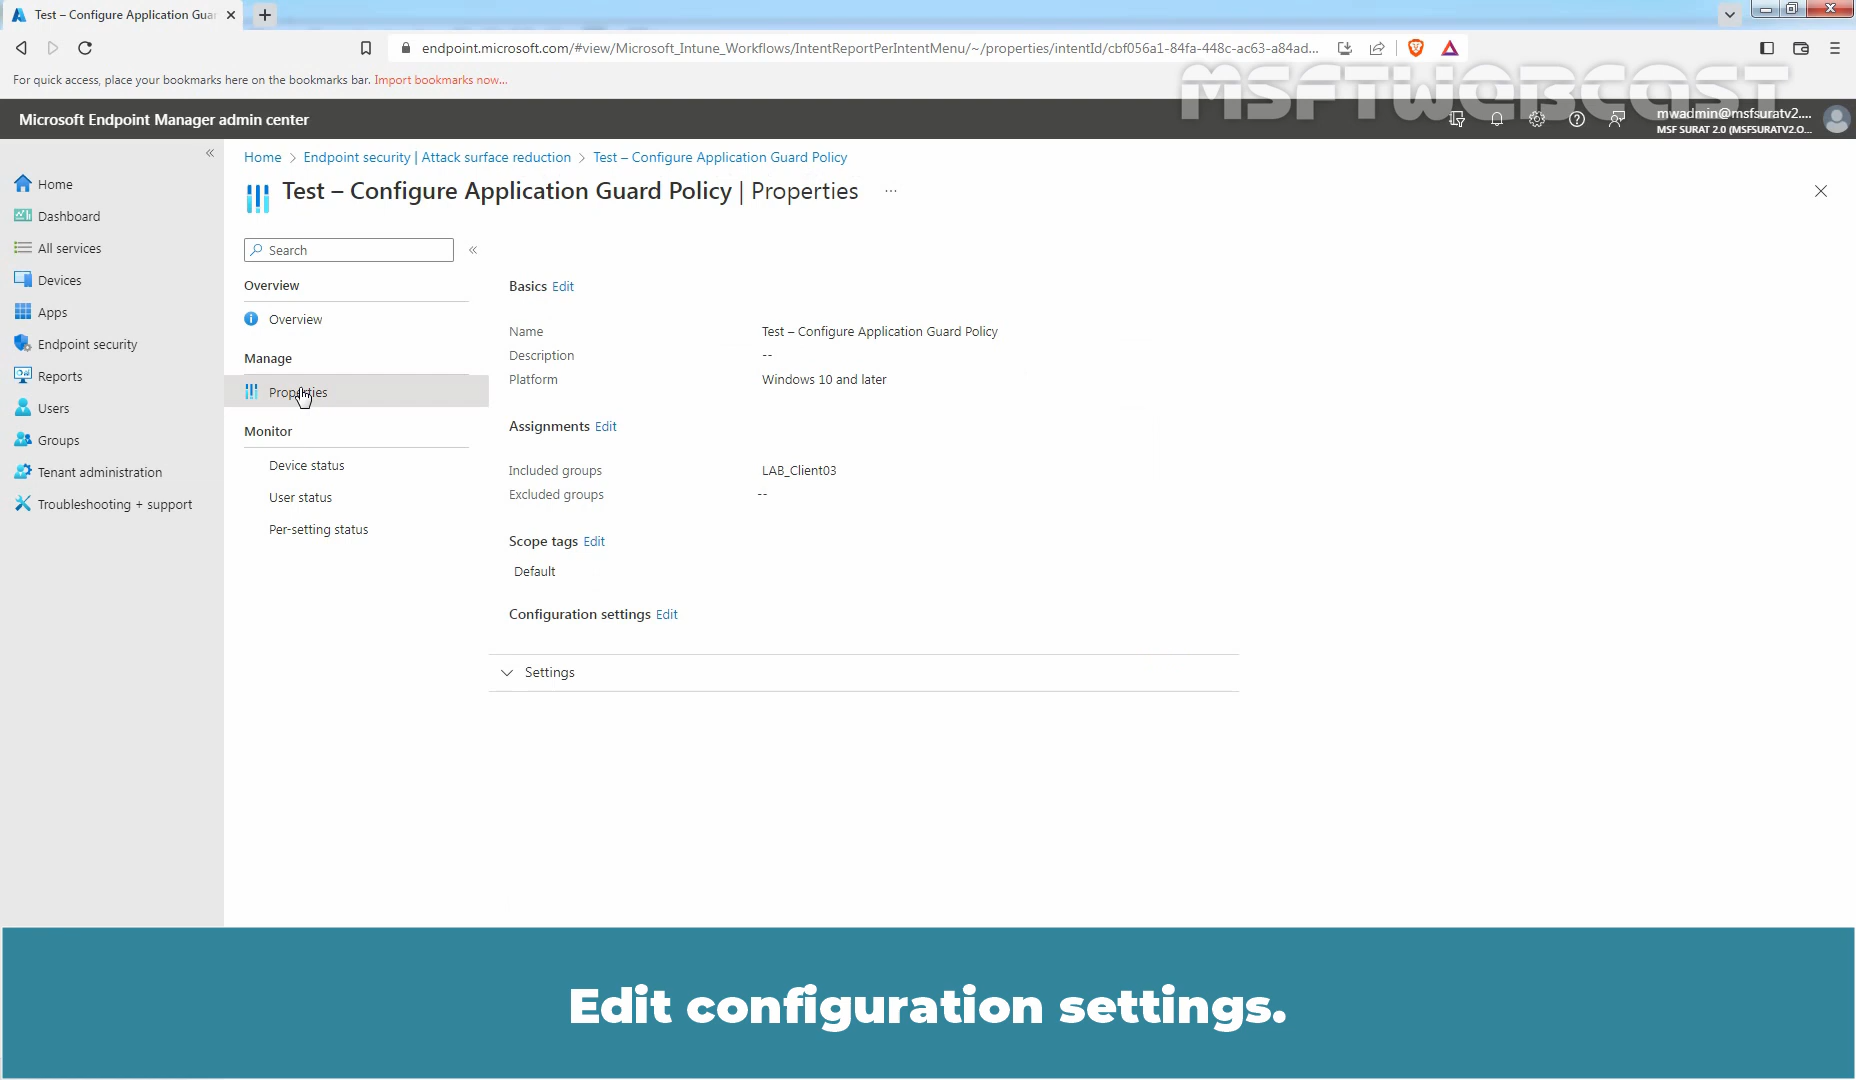 Test – Configure Application Guar
For quick access, place your bookmarks here on the bookmarks bar. Import bookmarks now...
endpoint.microsoft.com/#view/Microsoft_Intune_Workflows/IntentReportPerIntentMenu/~/properties/intentId/cbf056a1-84fa-448c-ac63-a84ad...
MSFTWEBCAST
Microsoft Endpoint Manager admin center
mwadmin@msfsuratv2....
MSF SURAT 2.0 (MSFSURATV2.O...
Home > Endpoint security | Attack surface reduction > Test – Configure Application Guard Policy
Test – Configure Application Guard Policy | Properties ...
Home
Dashboard
All services
Devices
Apps
Endpoint security
Reports
Users
Groups
Tenant administration
Troubleshooting + support
Search
Overview
Overview
Manage
Properties
Monitor
Device status
User status
Per-setting status
Basics Edit
Name Test – Configure Application Guard Policy
Description --
Platform Windows 10 and later
Assignments Edit
Included groups LAB_Client03
Excluded groups --
Scope tags Edit
Default
Configuration settings Edit
Settings
Edit configuration settings.